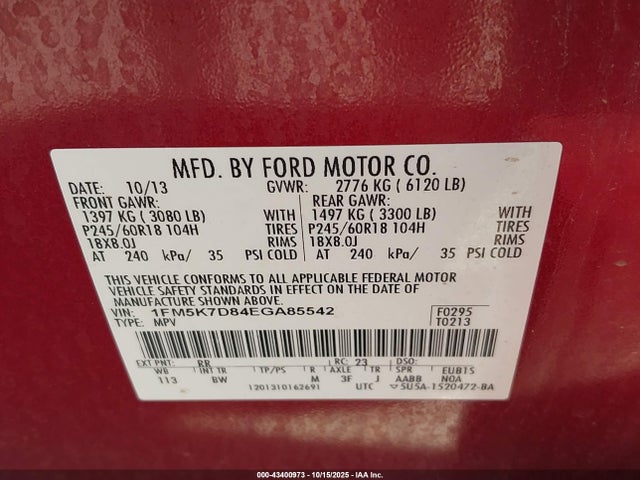 MFD. BY FORD MOTOR CO.
DATE: 10/13 GVWR: 2776 KG ( 6120 LB)
FRONT GAWR: REAR GAWR:
1397 KG ( 3080 LB) WITH 1497 KG ( 3300 LB) WITH
P245/60R18 104H TIRES P245/60R18 104H TIRES
18X8.0J RIMS 18X8.0J RIMS
AT 240 kPa/ 35 PSI COLD AT 240 kPa/ 35 PSI COLD
THIS VEHICLE CONFORMS TO ALL APPLICABLE FEDERAL MOTOR
VEHICLE SAFETY STANDARDS IN EFFECT ON THE DATE OF
MANUFACTURE SHOWN ABOVE.
VIN: 1FM5K7D84EGA85542 F0295
TYPE: MPV T0213
EXT PNT: RR RC: 23 DSO:
WB INT TR TP/PS R AXLE TR SPR EUBTS
113 BW M 3F J AABB NOA
1201310162691 UTC 5U5A-1520472-BA
000-43400973 - 10/15/2025 - IAA Inc.